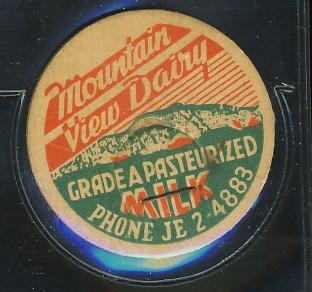 Mountain
View Dairy
GRADE A PASTEURIZED
MILK
PHONE JE 2-4883